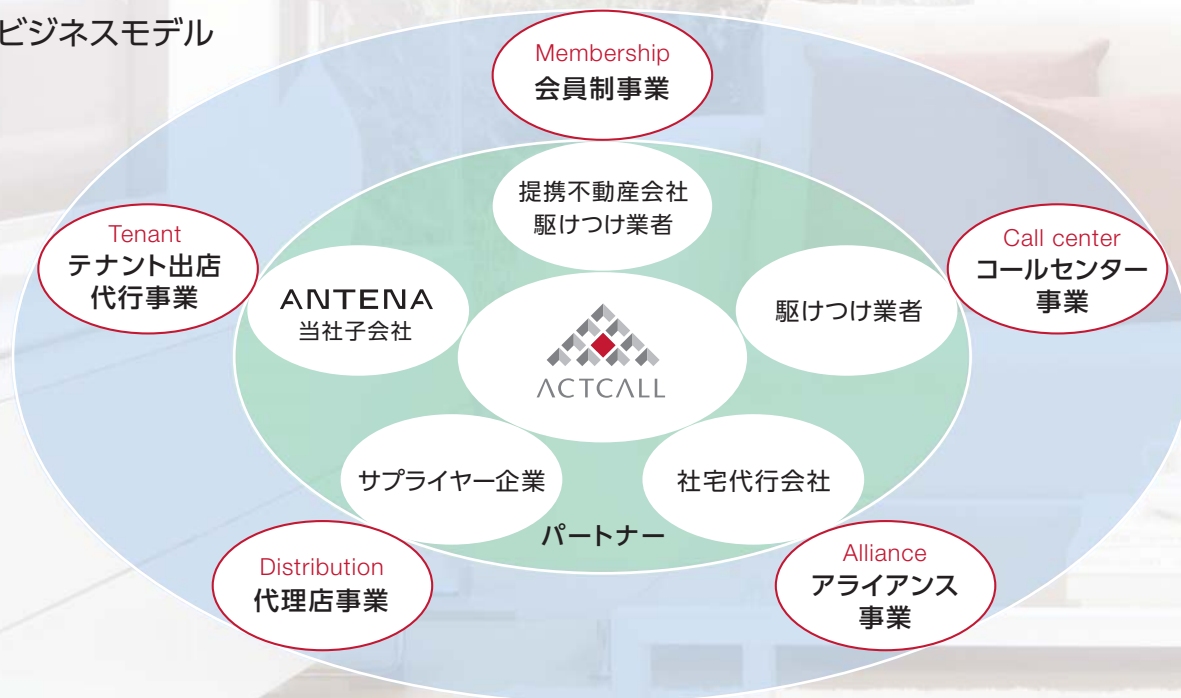 ビジネスモデル
Membership
会員制事業
提携不動産会社
駆けつけ業者
Tenant
テナント出店
代行事業
ANTENA
当社子会社
駆けつけ業者
Call center
コールセンター
事業
ACTCALL
サプライヤー企業
社宅代行会社
パートナー
Distribution
代理店事業
Alliance
アライアンス
事業